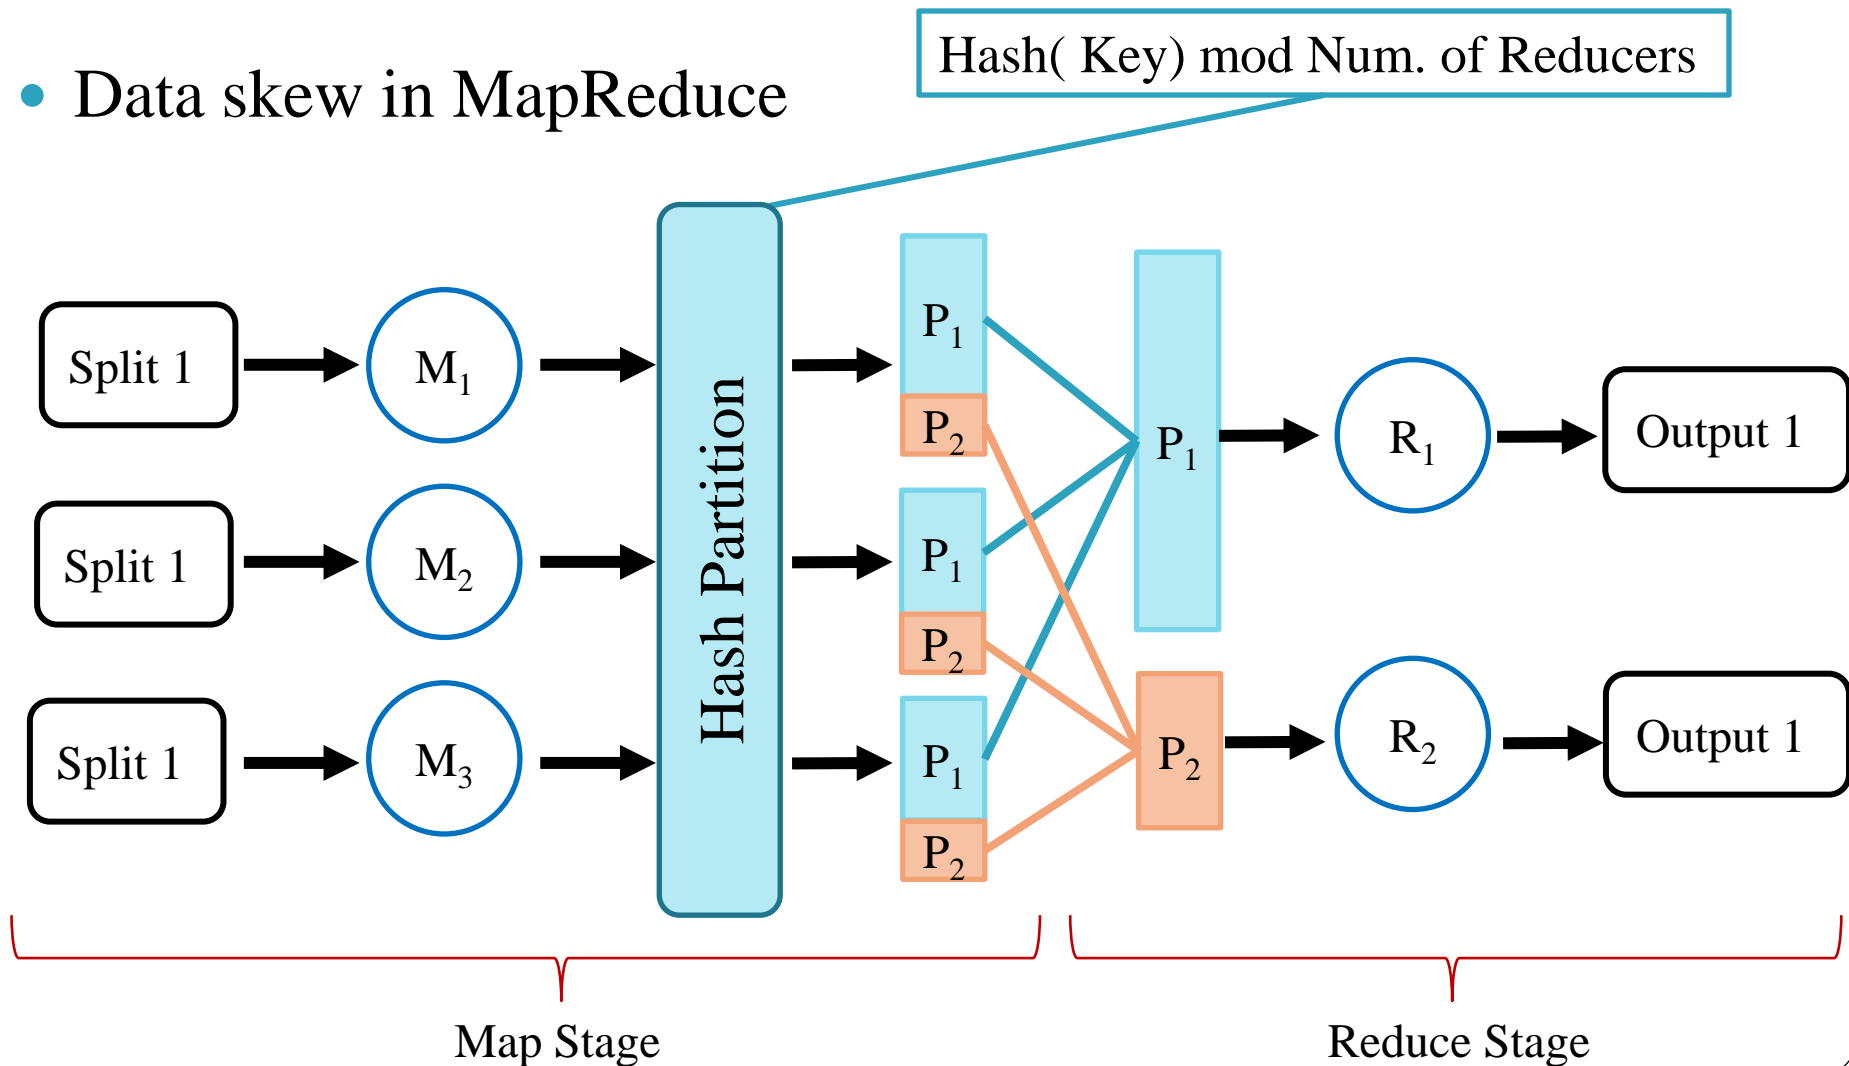 Hash( Key) mod Num. of Reducers
• Data skew in MapReduce
Split 1
M1
Split 1
M2
Split 1
M3
Hash Partition
P1
P2
P1
P2
P1
P2
P1
P2
R1
Output 1
R2
Output 1
Map Stage
Reduce Stage